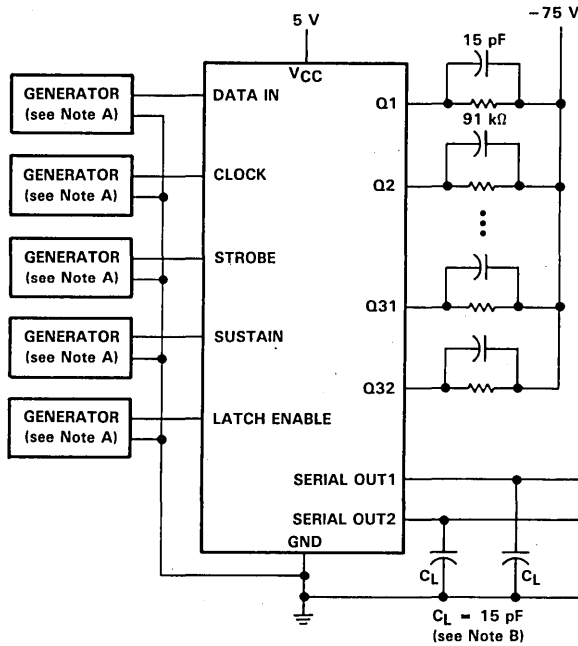 5 V
-75 V
15 pF
VCC
GENERATOR
(see Note A)
DATA IN
Q1
91 kΩ
GENERATOR
(see Note A)
CLOCK
Q2
GENERATOR
(see Note A)
STROBE
Q31
GENERATOR
(see Note A)
SUSTAIN
Q32
GENERATOR
(see Note A)
LATCH ENABLE
SERIAL OUT1
SERIAL OUT2
GND
CL
CL
CL = 15 pF
(see Note B)